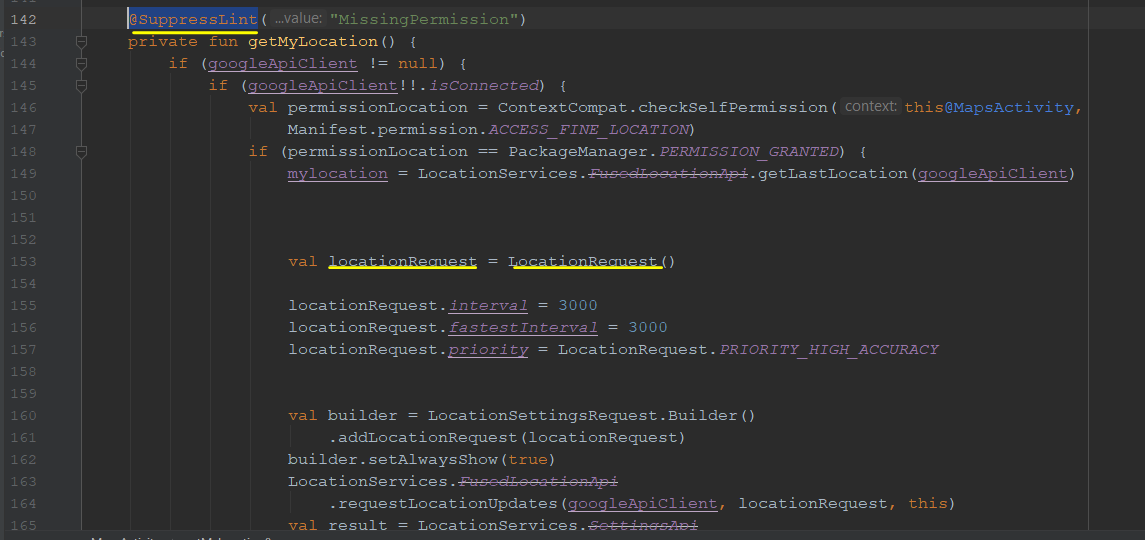 142 @SuppressLint( ...value: "MissingPermission")
143 private fun getMyLocation() {
144 if (googleApiClient != null) {
145 if (googleApiClient!!.isConnected) {
146 val permissionLocation = ContextCompat.checkSelfPermission( context: this@MapsActivity,
147 Manifest.permission.ACCESS_FINE_LOCATION)
148 if (permissionLocation == PackageManager.PERMISSION_GRANTED) {
149 mylocation = LocationServices.FusedLocationApi.getLastLocation(googleApiClient)
150
151
152
153 val locationRequest = LocationRequest()
154
155 locationRequest.interval = 3000
156 locationRequest.fastestInterval = 3000
157 locationRequest.priority = LocationRequest.PRIORITY_HIGH_ACCURACY
158
159
160 val builder = LocationSettingsRequest.Builder()
161 .addLocationRequest(locationRequest)
162 builder.setAlwaysShow(true)
163 LocationServices.FusedLocationApi
164 .requestLocationUpdates(googleApiClient, locationRequest, this)
165 val result = LocationServices.SettingsApi